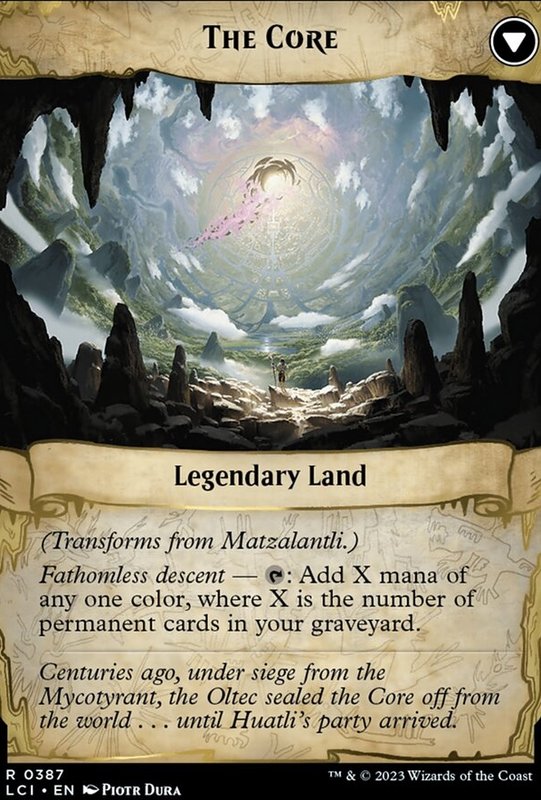 The Core
Legendary Land
(Transforms from Matzalantli.)
Fathomless descent — : Add X mana of
any one color, where X is the number of
permanent cards in your graveyard.
Centuries ago, under siege from the
Mycotyrant, the Oltec sealed the Core off from
the world . . . until Huatli's party arrived.
R 0387
LCI • EN Piotr Dura
™ & © 2023 Wizards of the Coast